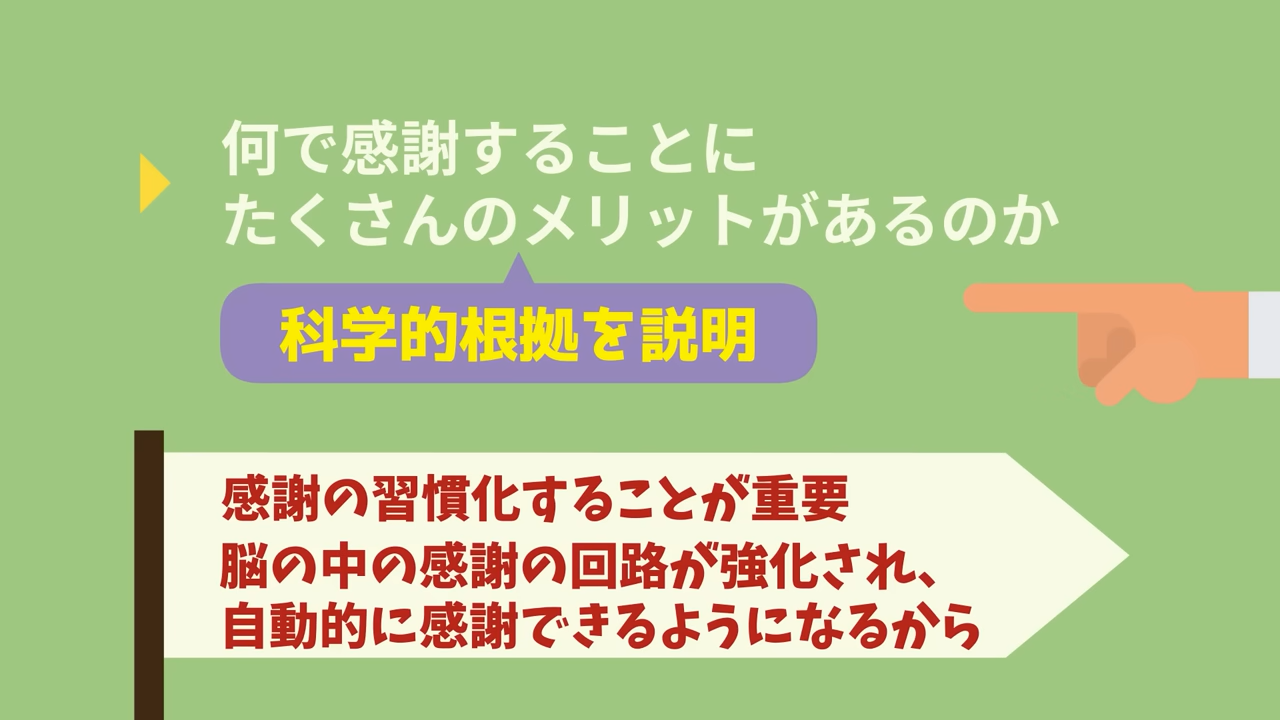 何で感謝することに
たくさんのメリットがあるのか
科学的根拠を説明
感謝の習慣化することが重要
脳の中の感謝の回路が強化され、
自動的に感謝できるようになるから